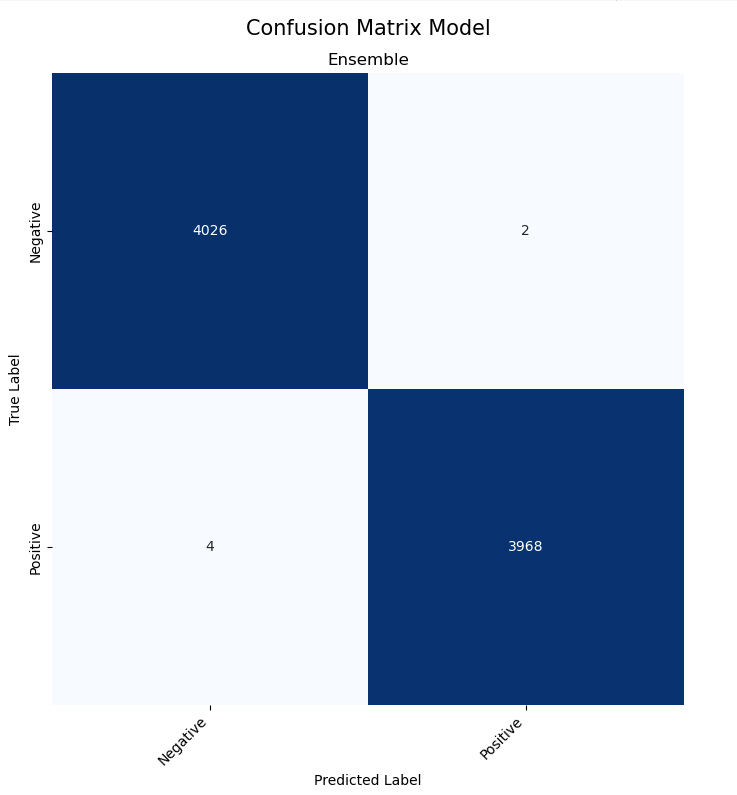 Confusion Matrix Model
Ensemble
Negative
4026
2
True Label
Positive
4
3968
Negative
Positive
Predicted Label